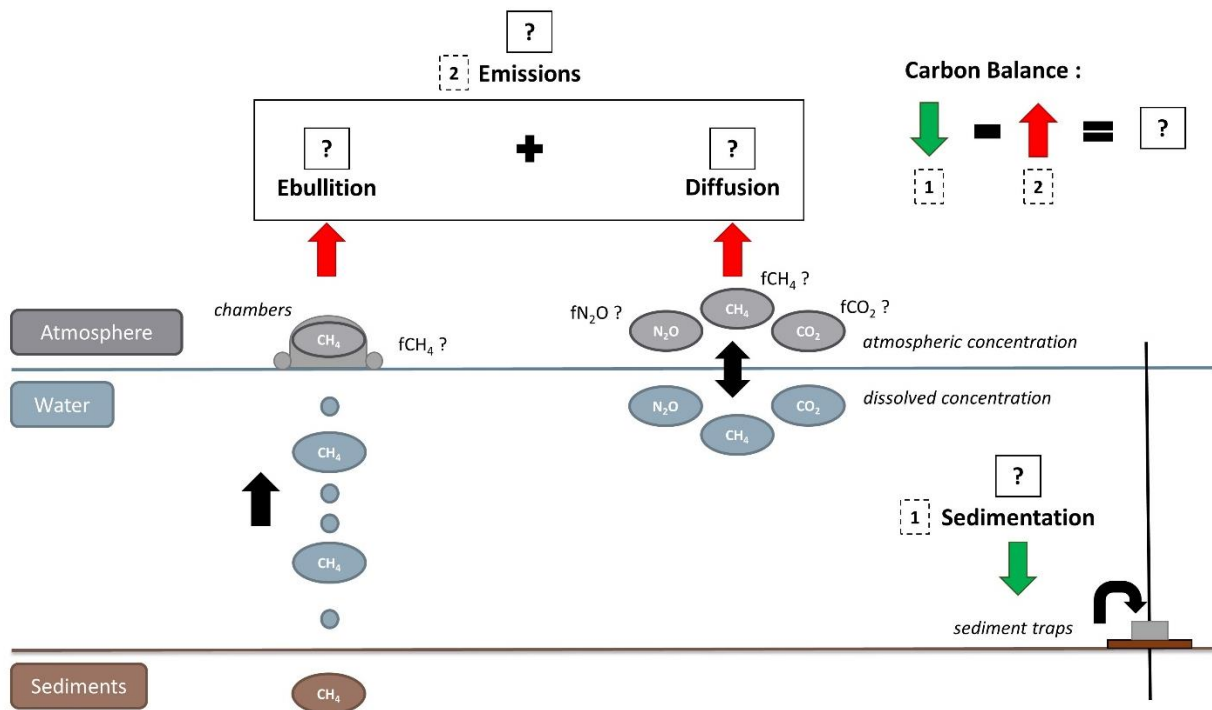 ?
2 Emissions
Carbon Balance :
? + ?
Ebullition Diffusion
- = ?
1 2
chambers
fCH₄ ?
fN₂O ?
fCO₂ ?
Atmosphere
CH₄
fCH₄ ?
N₂O CH₄ CO₂
atmospheric concentration
Water
N₂O CH₄ CO₂
dissolved concentration
CH₄
CH₄
?
1 Sedimentation
sediment traps
Sediments
CH₄